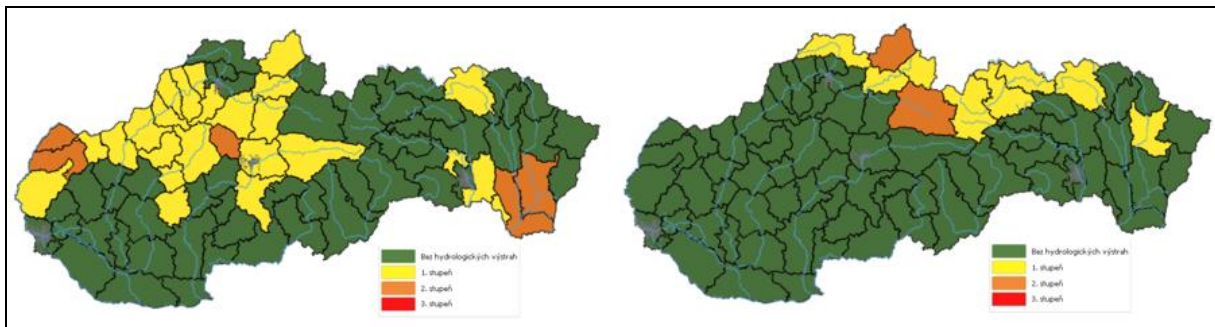 Bez hydrologických výstrah
1. stupeň
2. stupeň
3. stupeň
Bez hydrologických výstrah
1. stupeň
2. stupeň
3. stupeň